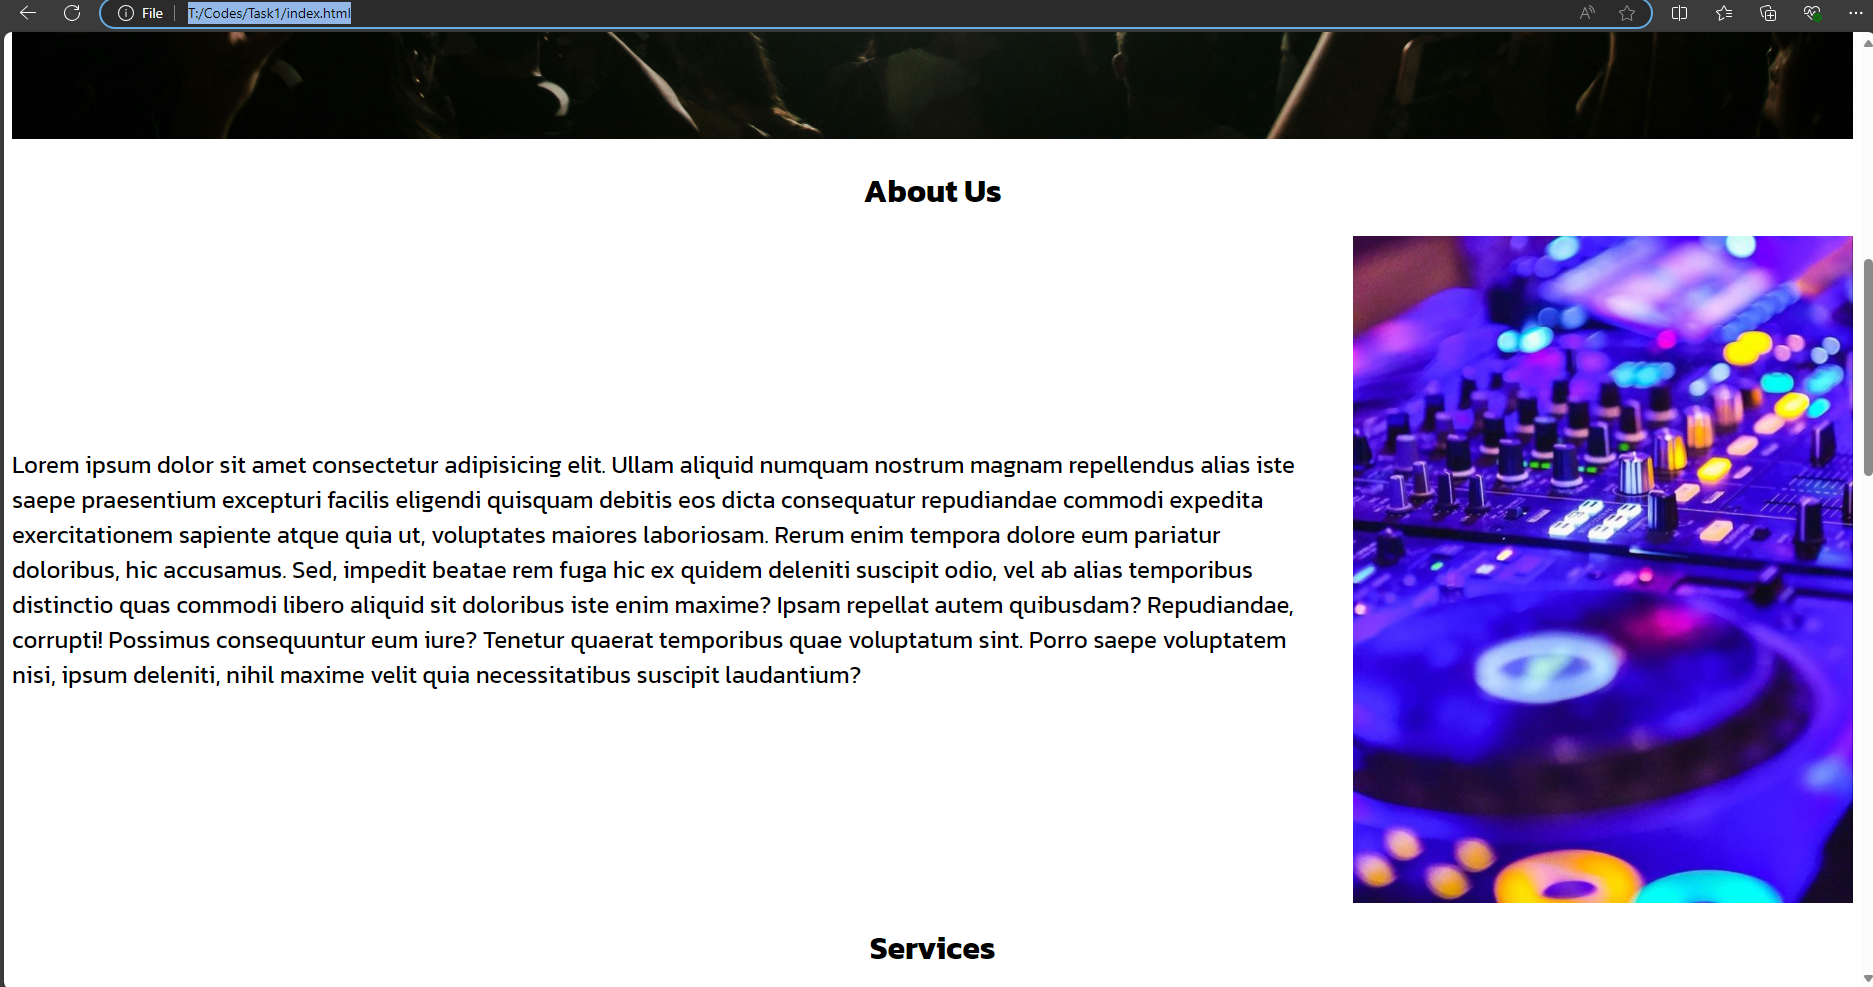 File T:/Codes/Task1/index.html
About Us
Lorem ipsum dolor sit amet consectetur adipisicing elit. Ullam aliquid numquam nostrum magnam repellendus alias iste
saepe praesentium excepturi facilis eligendi quisquam debitis eos dicta consequatur repudiandae commodi expedita
exercitationem sapiente atque quia ut, voluptates maiores laboriosam. Rerum enim tempora dolore eum pariatur
doloribus, hic accusamus. Sed, impedit beatae rem fuga hic ex quidem deleniti suscipit odio, vel ab alias temporibus
distinctio quas commodi libero aliquid sit doloribus iste enim maxime? Ipsam repellat autem quibusdam? Repudiandae,
corrupti! Possimus consequuntur eum iure? Tenetur quaerat temporibus quae voluptatum sint. Porro saepe voluptatem
nisi, ipsum deleniti, nihil maxime velit quia necessitatibus suscipit laudantium?
Services